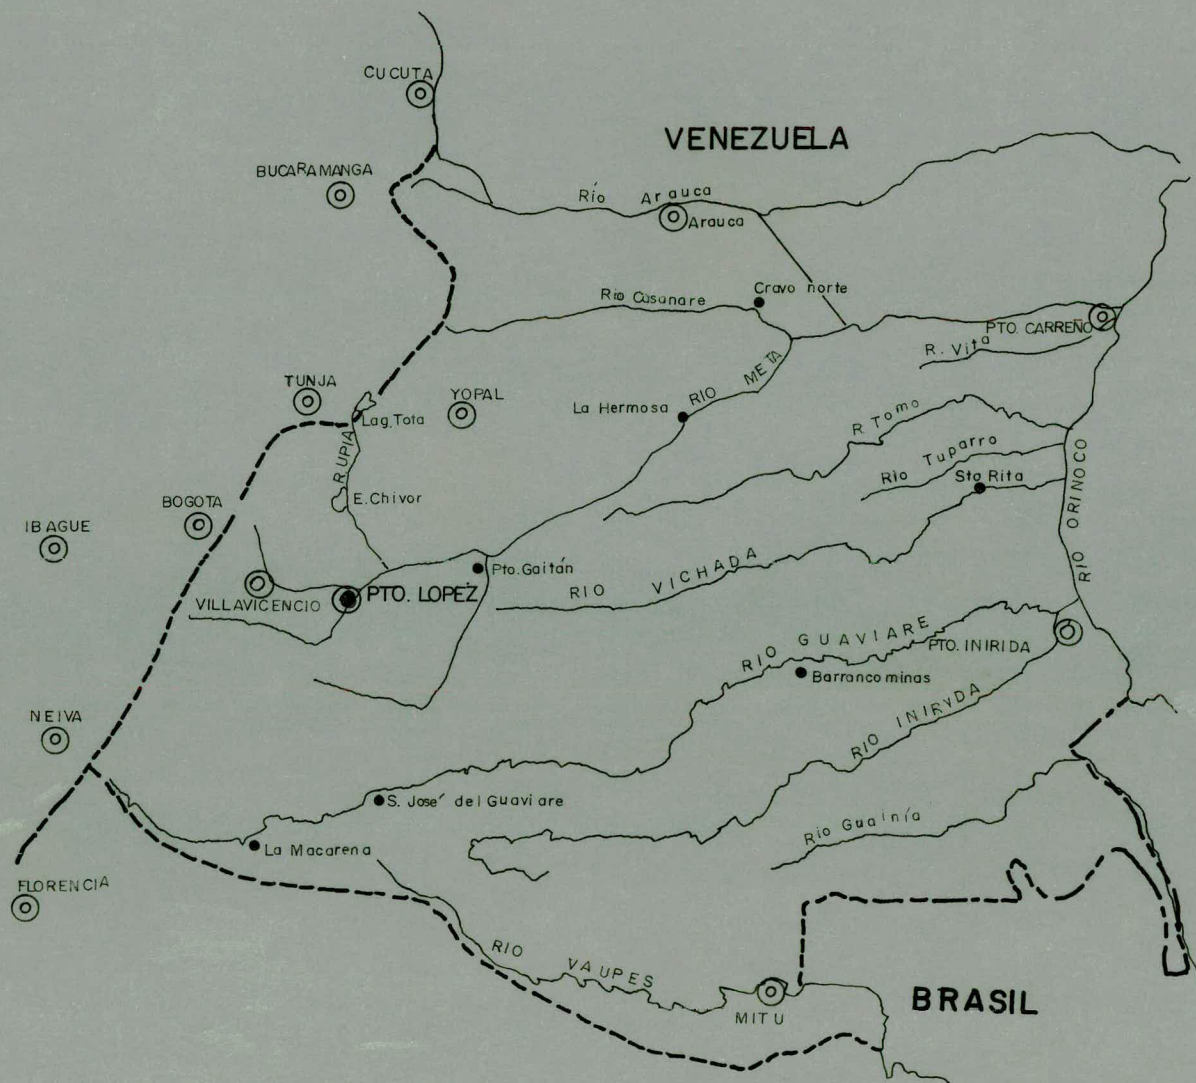 CUCUTA
VENEZUELA
BUCARAMANGA
Río Arauca
Arauca
Rio Casanare
Cravo norte
PTO. CARREÑO
R. Vita
TUNJA
YOPAL
RIO META
La Hermosa
Lag. Tota
R. Tomo
RUPIA
Rio Tuparro
Sta Rita
E. Chivor
BOGOTA
IBAGUE
RIO ORINOCO
Pto. Gaitán
RIO VICHADA
PTO. LOPEZ
VILLAVICENCIO
RIO GUAVIARE
PTO. INIRIDA
Barranco minas
NEIVA
RIO INIRYDA
S. José del Guaviare
Rio Guainía
La Macarena
FLORENCIA
RIO VAUPES
BRASIL
MITU